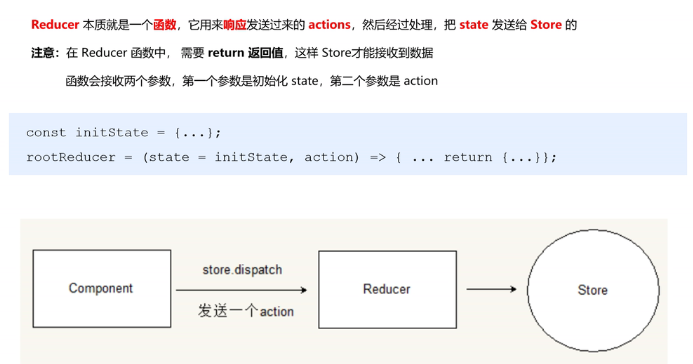 Reducer 本质就是一个函数，它用来响应发送过来的 actions，然后经过处理，把 state 发送给 Store 的
注意：在 Reducer 函数中， 需要 return 返回值，这样 Store才能接收到数据
函数会接收两个参数，第一个参数是初始化 state，第二个参数是 action
const initState = {...};
rootReducer = (state = initState, action) => { ... return {...}};
Component
store.dispatch
发送一个action
Reducer
Store